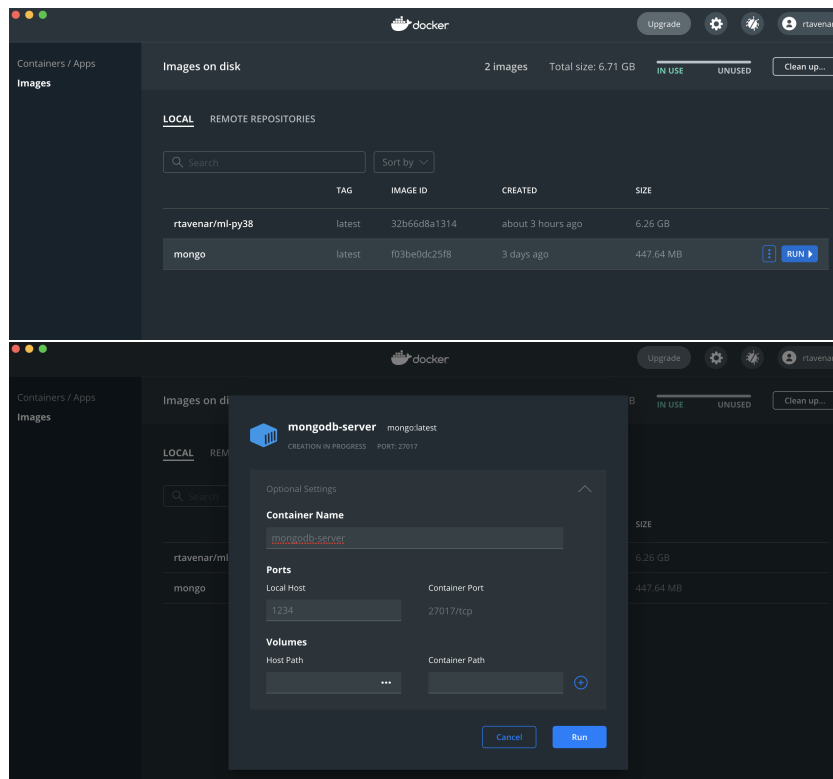 docker
Upgrade
rtavenar
Containers / Apps
Images
Images on disk
2 images
Total size: 6.71 GB
IN USE
UNUSED
Clean up...
LOCAL
REMOTE REPOSITORIES
Search
Sort by
TAG
IMAGE ID
CREATED
SIZE
rtavenar/ml-py38
latest
32b66d8a1314
about 3 hours ago
6.26 GB
mongo
latest
f03be0dc25f8
3 days ago
447.64 MB
RUN
docker
Upgrade
rtavenar
Containers / Apps
Images
Images on di
B
IN USE
UNUSED
Clean up...
LOCAL
REM
Search
SIZE
rtavenar/ml
6.26 GB
mongo
447.64 MB
mongodb-server
mongo:latest
CREATION IN PROGRESS
PORT: 27017
Optional Settings
Container Name
mongodb-server
Ports
Local Host
Container Port
1234
27017/tcp
Volumes
Host Path
Container Path
Cancel
Run